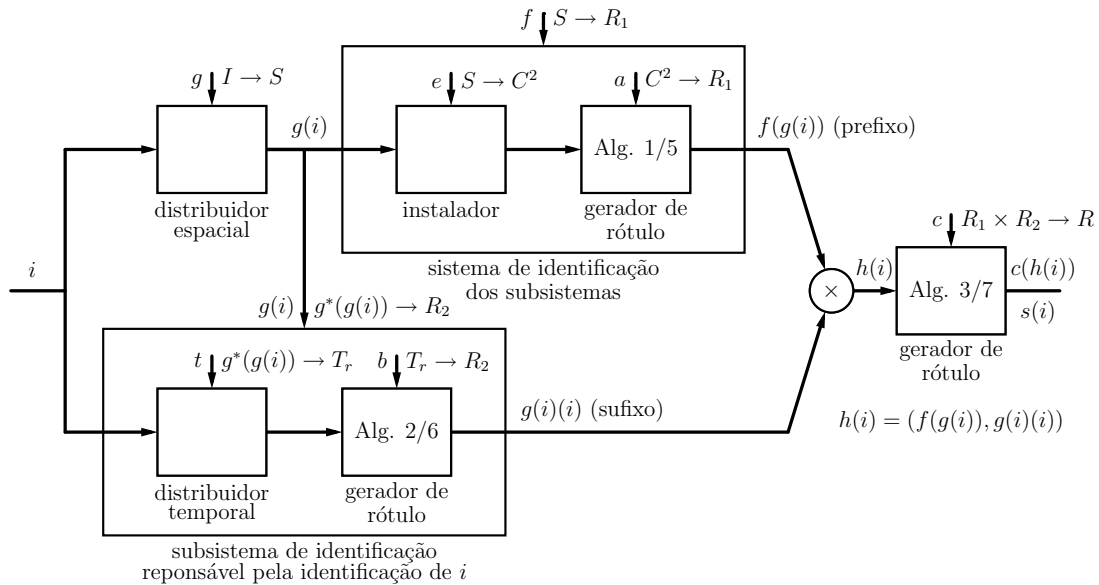 f S → R₁
g I → S
e S → C²
a C² → R₁
g(i)
Alg. 1/5
f(g(i)) (prefixo)
distribuidor
espacial
instalador
gerador de
rótulo
c R₁ × R₂ → R
sistema de identificação
dos subsistemas
i
×
h(i)
Alg. 3/7
c(h(i))
s(i)
g(i) g*(g(i)) → R₂
gerador de
rótulo
t g*(g(i)) → Tᵣ
b Tᵣ → R₂
Alg. 2/6
g(i)(i) (sufixo)
h(i) = (f(g(i)), g(i)(i))
distribuidor
temporal
gerador de
rótulo
subsistema de identificação
reponsável pela identificação de i